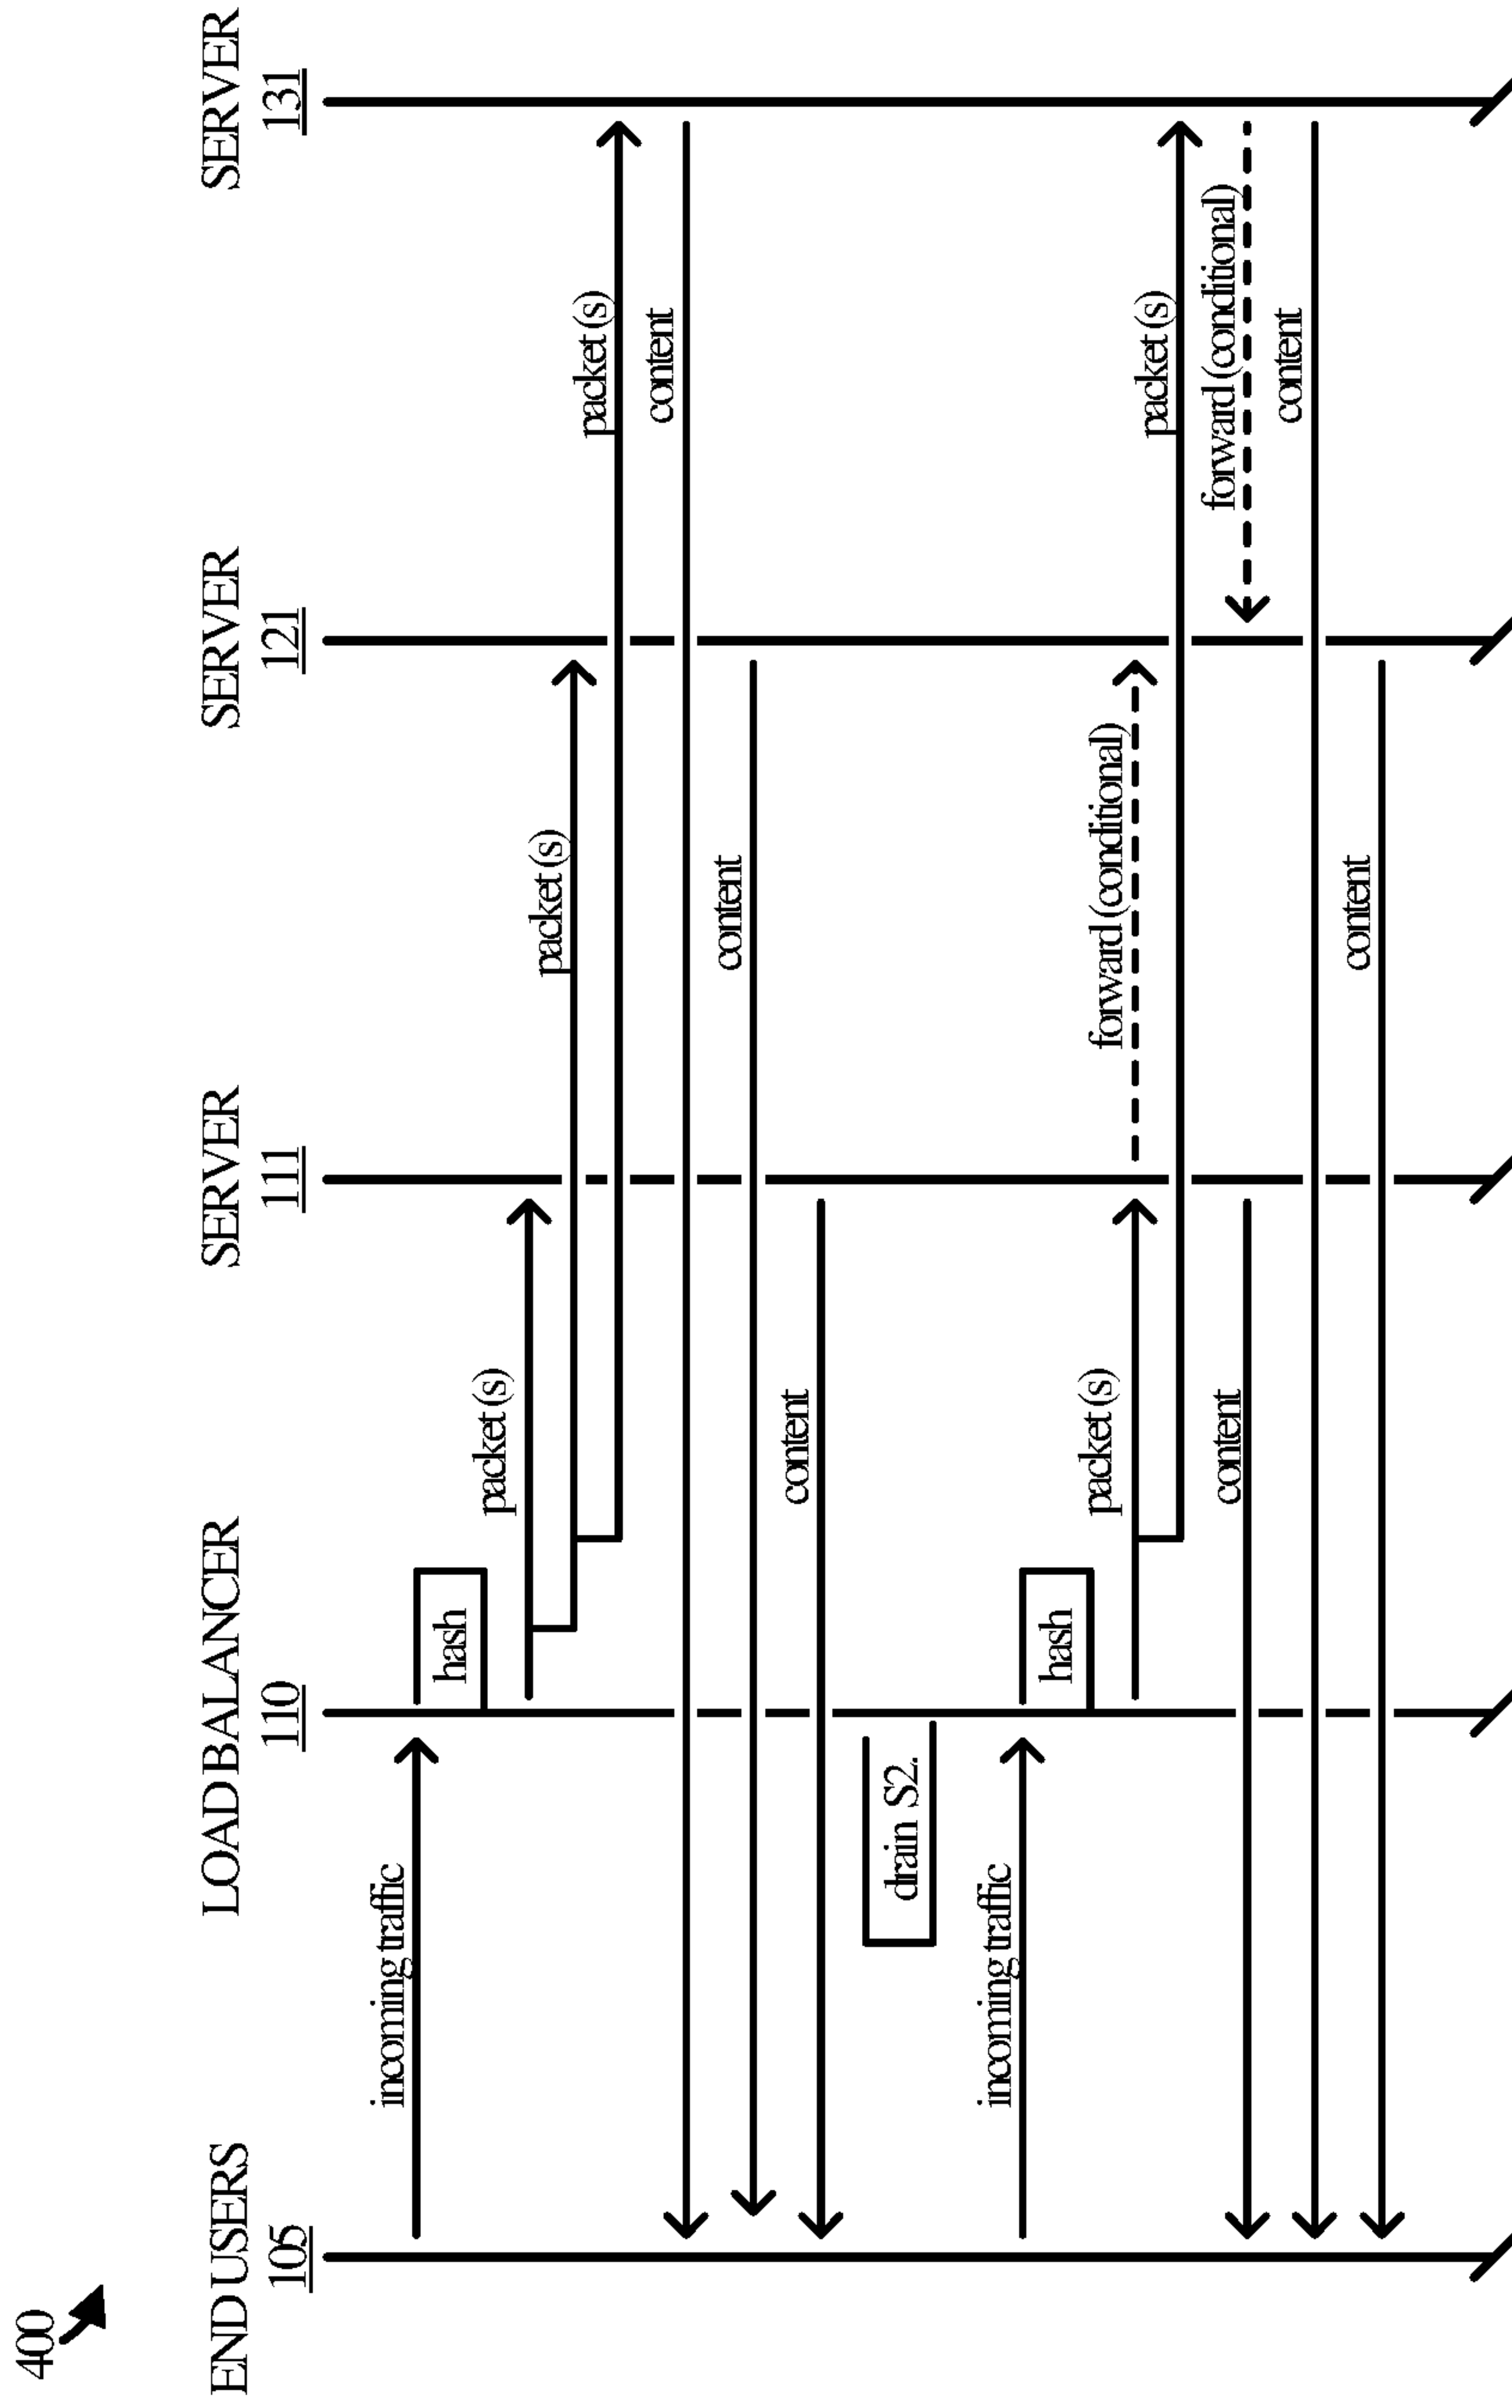 400
END USERS
105
LOAD BALANCER
110
SERVER
111
SERVER
121
SERVER
131
incoming traffic
hash
packet(s)
packet(s)
packet(s)
content
content
content
drain S2.
incoming traffic
hash
packet(s)
forward (conditional)
packet(s)
content
forward (conditional)
content
content